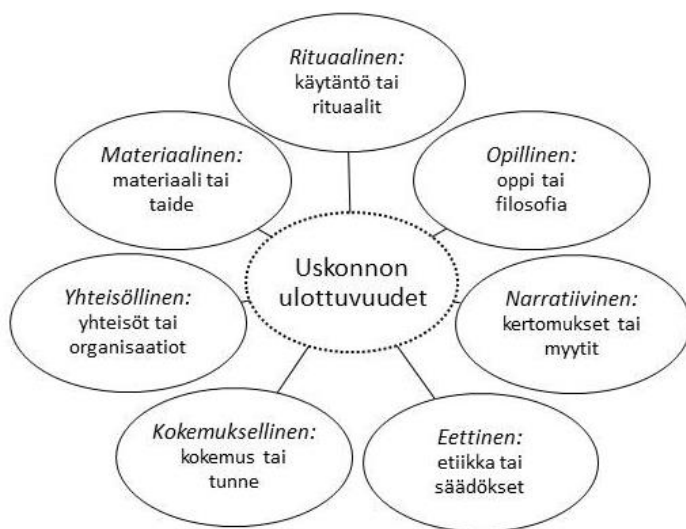 Rituaalinen:
käytäntö tai
rituaalit
Materiaalinen:
materiaali tai
taide
Opillinen:
oppi tai
filosofia
Uskonnon
ulottuvuudet
Yhteisöllinen:
yhteisöt tai
organisaatiot
Narratiivinen:
kertomukset tai
myytit
Kokemuksellinen:
kokemus tai
tunne
Eettinen:
etiikka tai
säädökset